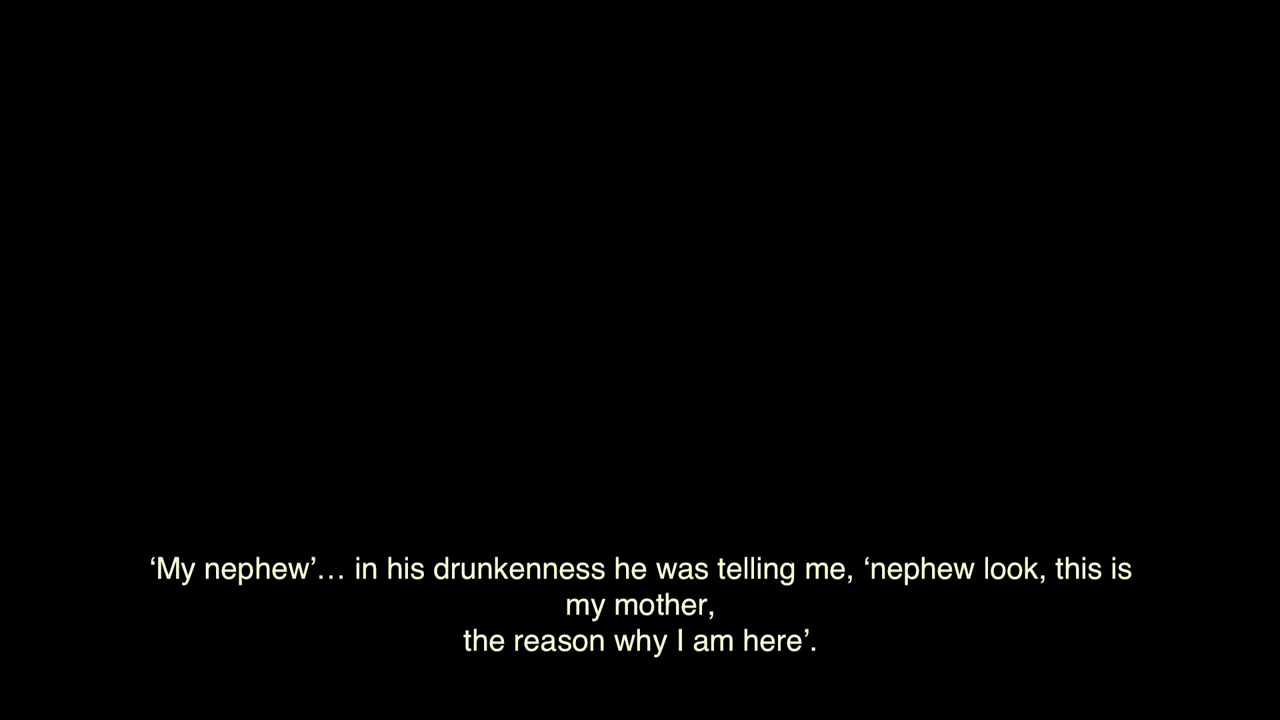 ‘My nephew’… in his drunkenness he was telling me, ‘nephew look, this is
my mother,
the reason why I am here’.